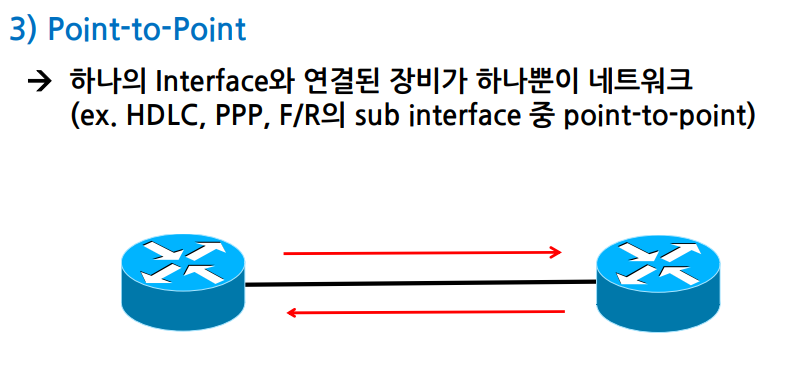 3) Point-to-Point
→ 하나의 Interface와 연결된 장비가 하나뿐이 네트워크
(ex. HDLC, PPP, F/R의 sub interface 중 point-to-point)